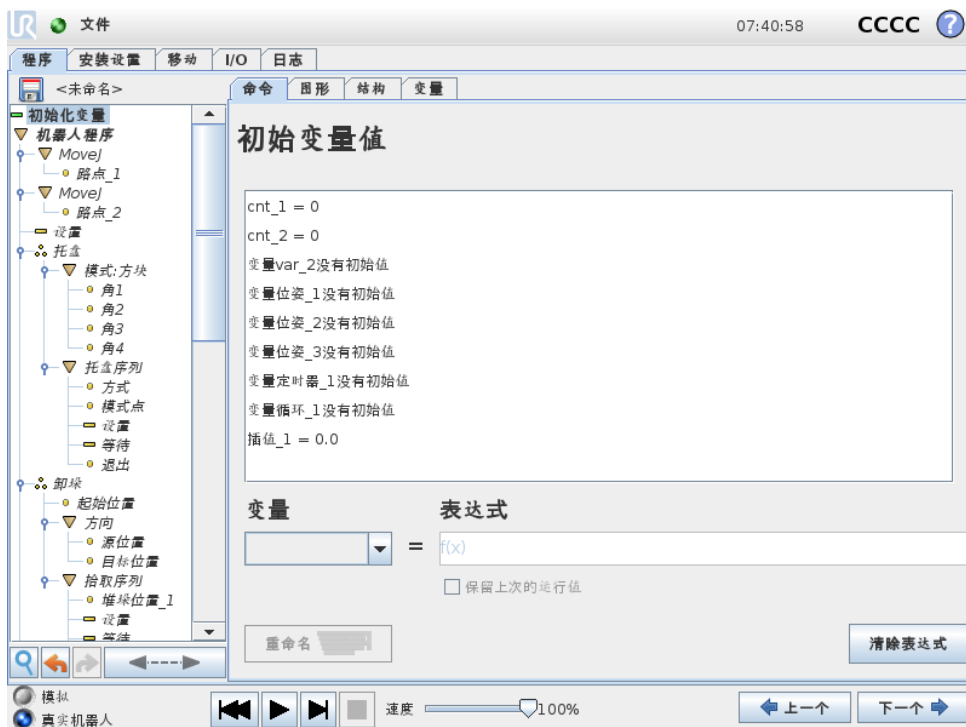 UR 文件 07:40:58 CCCC ?
程序 安装设置 移动 I/O 日志
<未命名>
命令 图形 结构 变量
初始化变量
机器人程序
MoveJ
路点_1
MoveJ
路点_2
设置
托盘
模式:方块
角1
角2
角3
角4
托盘序列
方式
模式点
设置
等待
退出
卸垛
起始位置
方向
源位置
目标位置
拾取序列
堆垛位置_1
设置
等待
初始变量值
cnt_1 = 0
cnt_2 = 0
变量var_2没有初始值
变量位姿_1没有初始值
变量位姿_2没有初始值
变量位姿_3没有初始值
变量定时器_1没有初始值
变量循环_1没有初始值
插值_1 = 0.0
变量 表达式
= f(x)
保留上次的运行值
重命名 清除表达式
模拟
真实机器人
速度 100%
上一个 下一个